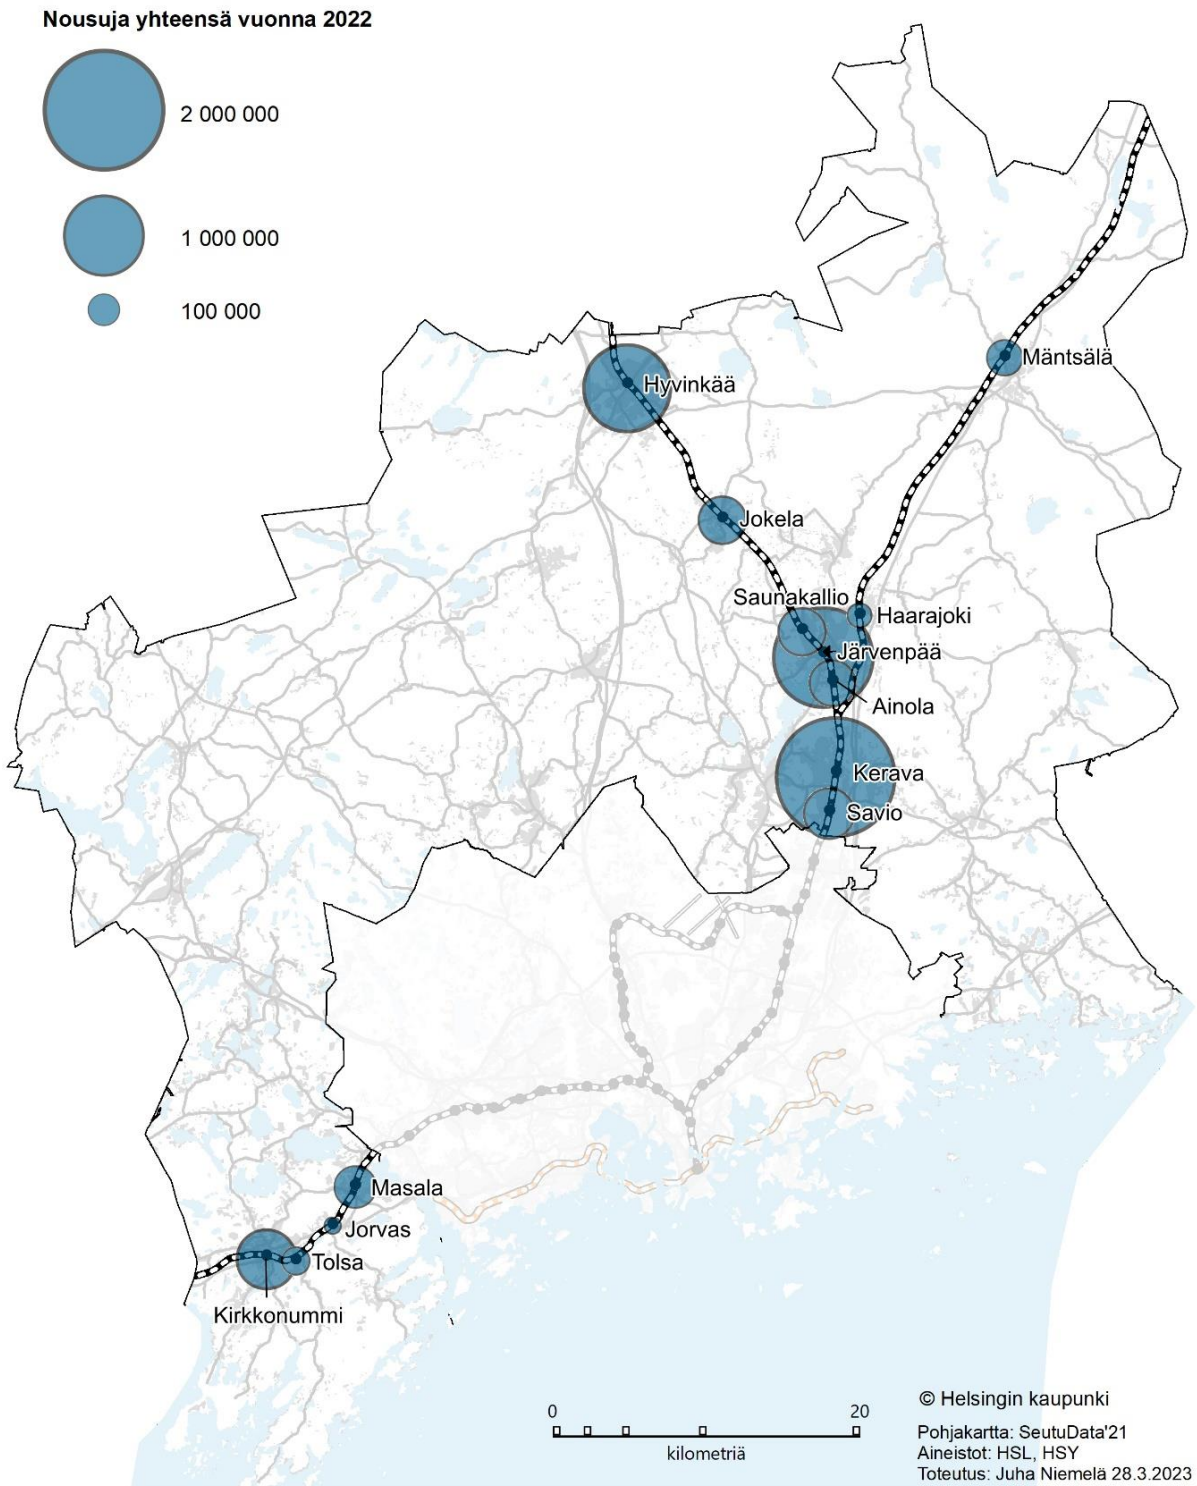 Nousuja yhteensä vuonna 2022
2 000 000
1 000 000
100 000
Mäntsälä
Hyvinkää
Jokela
Saunakallio
Haarajoki
Järvenpää
Ainola
Kerava
Savio
Masala
Jorvas
Tolsa
Kirkkonummi
0 20
kilometriä
© Helsingin kaupunki
Pohjakartta: SeutuData'21
Aineistot: HSL, HSY
Toteutus: Juha Niemelä 28.3.2023